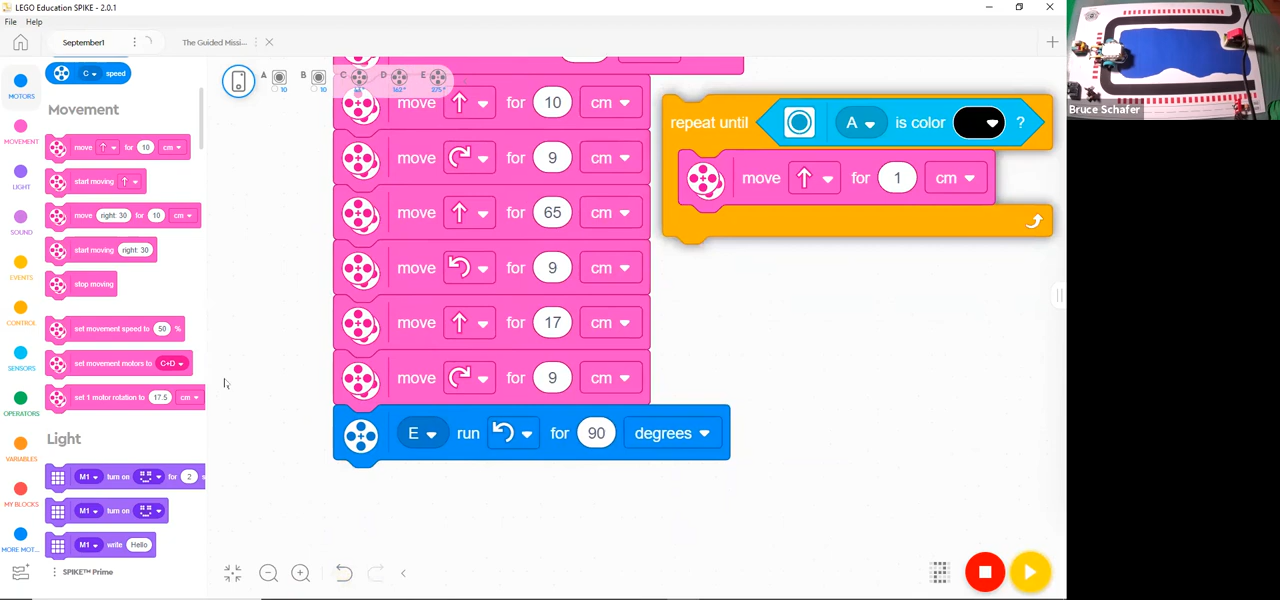 LEGO Education SPIKE - 2.0.1
File Help
September1
The Guided Missi...
Bruce Schafer
MOTORS
MOVEMENT
LIGHT
SOUND
EVENTS
CONTROL
SENSORS
OPERATORS
VARIABLES
MY BLOCKS
MORE MOT...
C speed
Movement
move for 10 cm
start moving
move right: 30 for 10 cm
start moving right: 30
stop moving
set movement speed to 50 %
set movement motors to C+D
set 1 motor rotation to 17.5 cm
Light
M1 turn on for 2 s
M1 turn on
M1 write Hello
SPIKE™ Prime
A B C D E
10 10 162° 275°
move for 10 cm
move for 9 cm
move for 65 cm
move for 9 cm
move for 17 cm
move for 9 cm
E run for 90 degrees
repeat until A is color ?
move for 1 cm